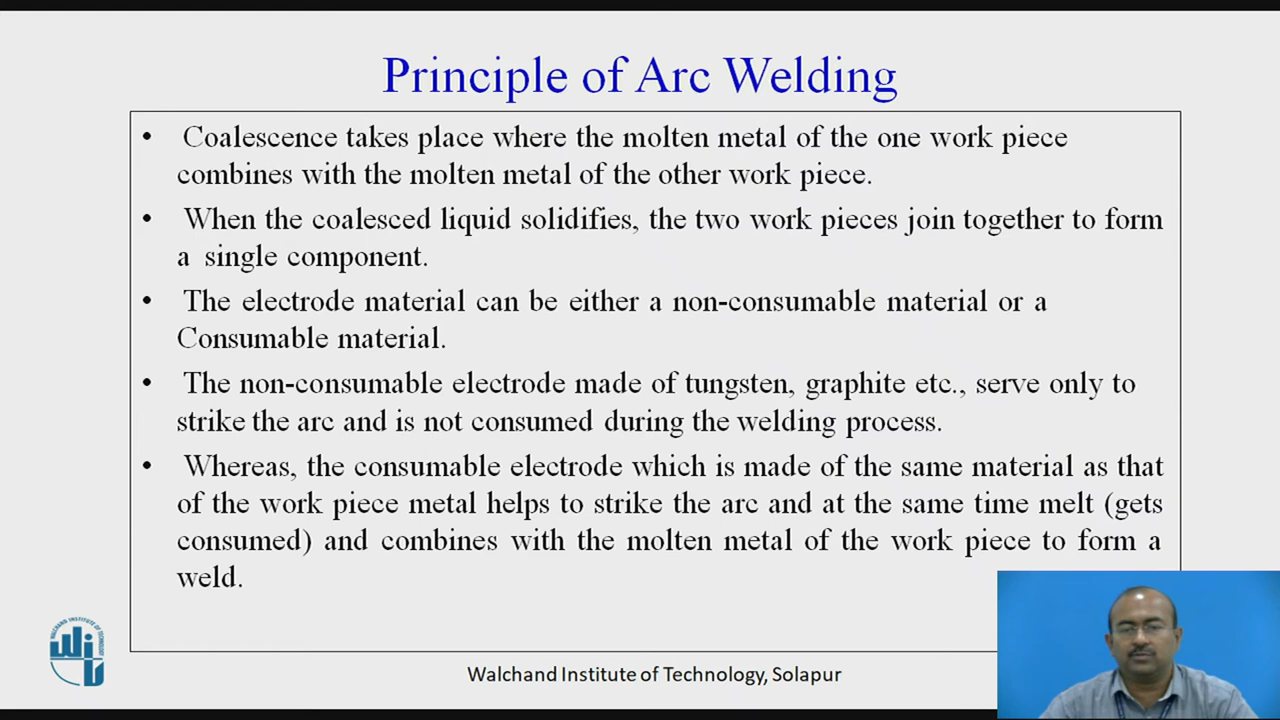 Principle of Arc Welding
• Coalescence takes place where the molten metal of the one work piece
combines with the molten metal of the other work piece.
• When the coalesced liquid solidifies, the two work pieces join together to form
a single component.
• The electrode material can be either a non-consumable material or a
Consumable material.
• The non-consumable electrode made of tungsten, graphite etc., serve only to
strike the arc and is not consumed during the welding process.
• Whereas, the consumable electrode which is made of the same material as that
of the work piece metal helps to strike the arc and at the same time melt (gets
consumed) and combines with the molten metal of the work piece to form a
weld.
WALCHAND INSTITUTE OF TECHNOLOGY
Walchand Institute of Technology, Solapur